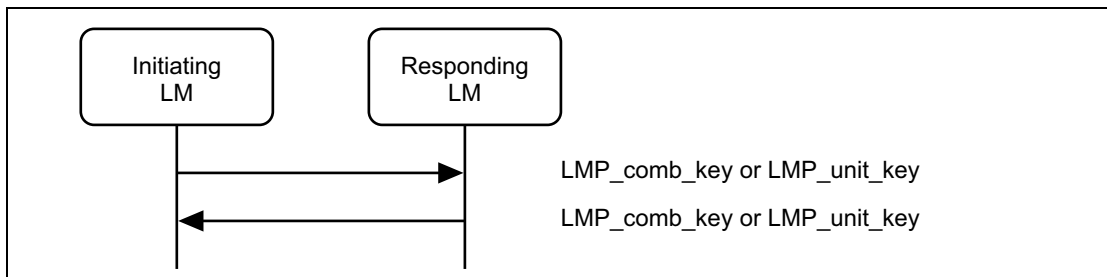 Initiating
LM
Responding
LM
LMP_comb_key or LMP_unit_key
LMP_comb_key or LMP_unit_key